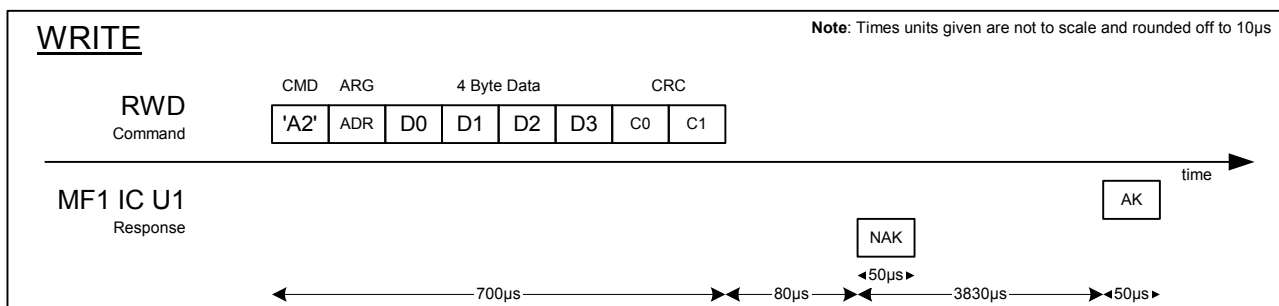 WRITE
Note: Times units given are not to scale and rounded off to 10µs
CMD ARG 4 Byte Data CRC
RWD
Command
'A2' ADR D0 D1 D2 D3 C0 C1
time
MF1 IC U1
Response
AK
NAK
50µs
700µs 80µs 3830µs 50µs